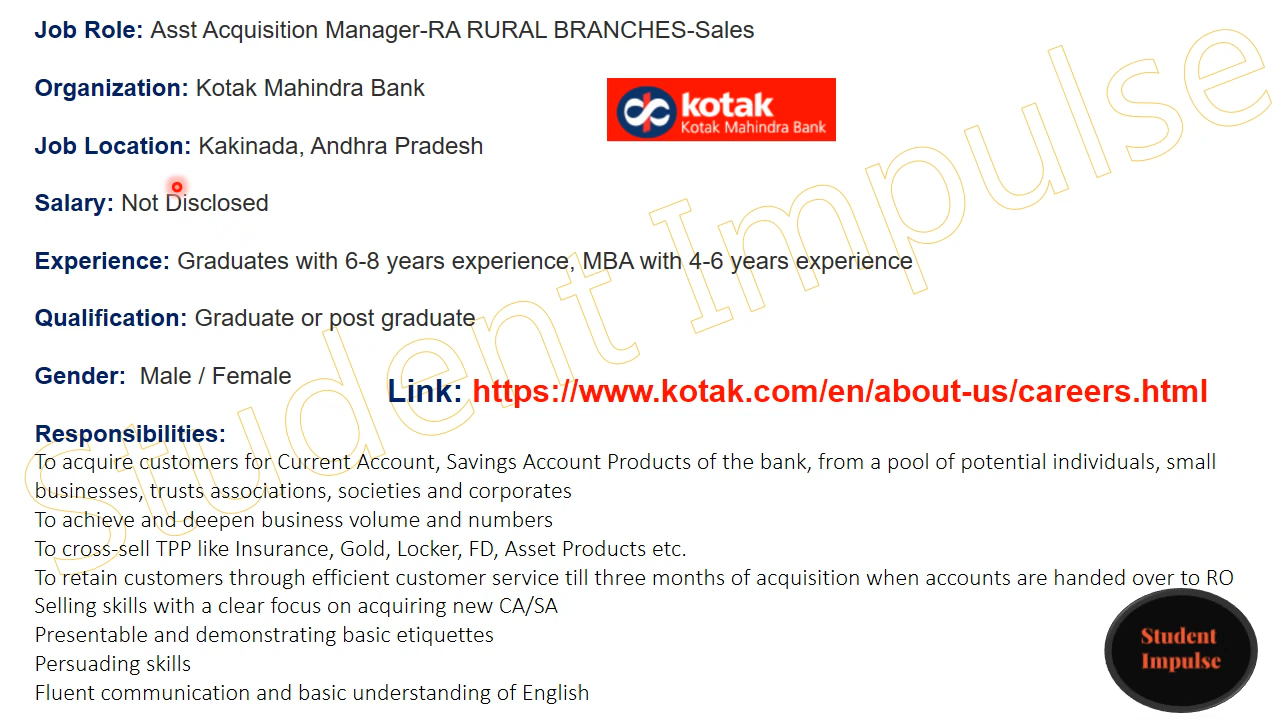 Job Role: Asst Acquisition Manager-RA RURAL BRANCHES-Sales
Organization: Kotak Mahindra Bank
kotak
Kotak Mahindra Bank
Job Location: Kakinada, Andhra Pradesh
Salary: Not Disclosed
Experience: Graduates with 6-8 years experience, MBA with 4-6 years experience
Qualification: Graduate or post graduate
Gender: Male / Female
Link: https://www.kotak.com/en/about-us/careers.html
Responsibilities:
To acquire customers for Current Account, Savings Account Products of the bank, from a pool of potential individuals, small
businesses, trusts associations, societies and corporates
To achieve and deepen business volume and numbers
To cross-sell TPP like Insurance, Gold, Locker, FD, Asset Products etc.
To retain customers through efficient customer service till three months of acquisition when accounts are handed over to RO
Selling skills with a clear focus on acquiring new CA/SA
Presentable and demonstrating basic etiquettes
Persuading skills
Fluent communication and basic understanding of English
Student
Impulse
Student Impulse